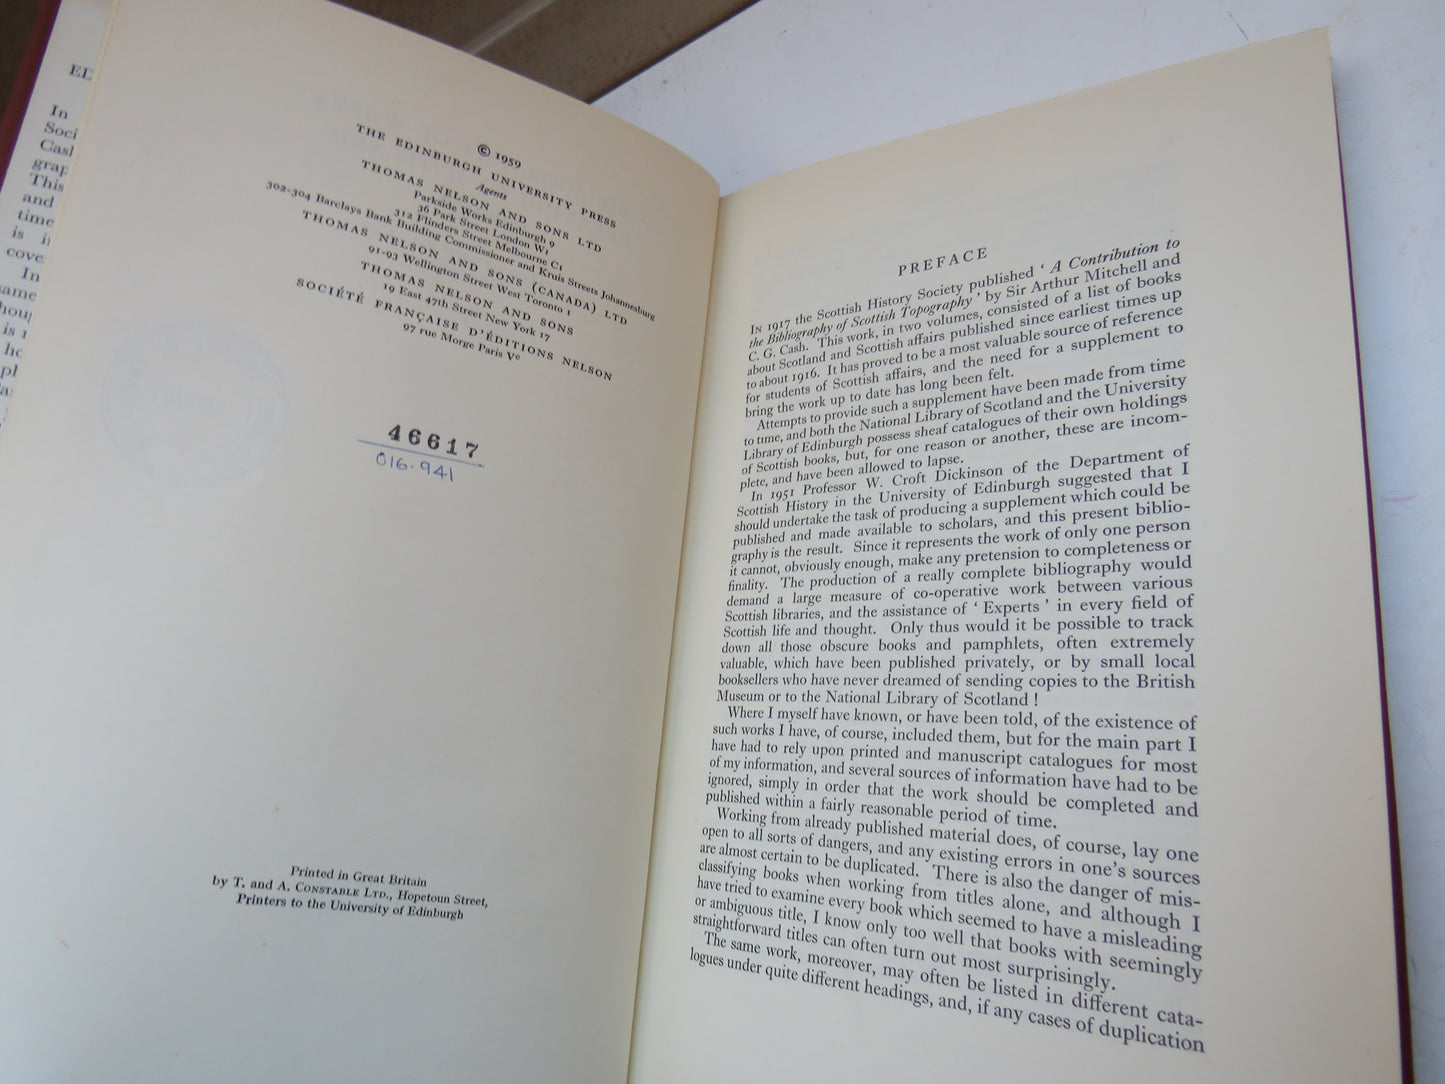 ED
In
Soci
Cash
grap
This
and
time
is i
cove
In
same
is
© 1959
THE EDINBURGH UNIVERSITY PRESS
Agents
THOMAS NELSON AND SONS LTD
Parkside Works Edinburgh 9
36 Park Street London W1
312 Flinders Street Melbourne C1
302-304 Barclays Bank Building Commissioner and Kruis Streets Johannesburg
THOMAS NELSON AND SONS (CANADA) LTD
91-93 Wellington Street West Toronto 1
THOMAS NELSON AND SONS
19 East 47th Street New York 17
SOCIÉTÉ FRANÇAISE D'ÉDITIONS NELSON
97 rue Morge Paris Ve
46617
016.941
Printed in Great Britain
by T. and A. CONSTABLE LTD., Hopetoun Street,
Printers to the University of Edinburgh
PREFACE
IN 1917 the Scottish History Society published ' A Contribution to
the Bibliography of Scottish Topography ' by Sir Arthur Mitchell and
C. G. Cash. This work, in two volumes, consisted of a list of books
about Scotland and Scottish affairs published since earliest times up
to about 1916. It has proved to be a most valuable source of reference
for students of Scottish affairs, and the need for a supplement to
bring the work up to date has long been felt.
Attempts to provide such a supplement have been made from time
to time, and both the National Library of Scotland and the University
Library of Edinburgh possess sheaf catalogues of their own holdings
of Scottish books, but, for one reason or another, these are incom-
plete, and have been allowed to lapse.
In 1951 Professor W. Croft Dickinson of the Department of
Scottish History in the University of Edinburgh suggested that I
should undertake the task of producing a supplement which could be
published and made available to scholars, and this present biblio-
graphy is the result. Since it represents the work of only one person
it cannot, obviously enough, make any pretension to completeness or
finality. The production of a really complete bibliography would
demand a large measure of co-operative work between various
Scottish libraries, and the assistance of ' Experts ' in every field of
Scottish life and thought. Only thus would it be possible to track
down all those obscure books and pamphlets, often extremely
valuable, which have been published privately, or by small local
booksellers who have never dreamed of sending copies to the British
Museum or to the National Library of Scotland !
Where I myself have known, or have been told, of the existence of
such works I have, of course, included them, but for the main part I
have had to rely upon printed and manuscript catalogues for most
of my information, and several sources of information have had to be
ignored, simply in order that the work should be completed and
published within a fairly reasonable period of time.
Working from already published material does, of course, lay one
open to all sorts of dangers, and any existing errors in one's sources
are almost certain to be duplicated. There is also the danger of mis-
classifying books when working from titles alone, and although I
have tried to examine every book which seemed to have a misleading
or ambiguous title, I know only too well that books with seemingly
straightforward titles can often turn out most surprisingly.
The same work, moreover, may often be listed in different cata-
logues under quite different headings, and, if any cases of duplication